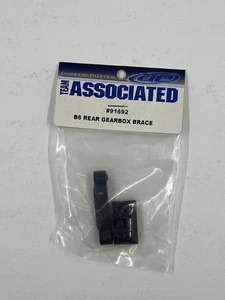 TEAM
ASSOCIATED
#91692
B6 REAR GEARBOX BRACE